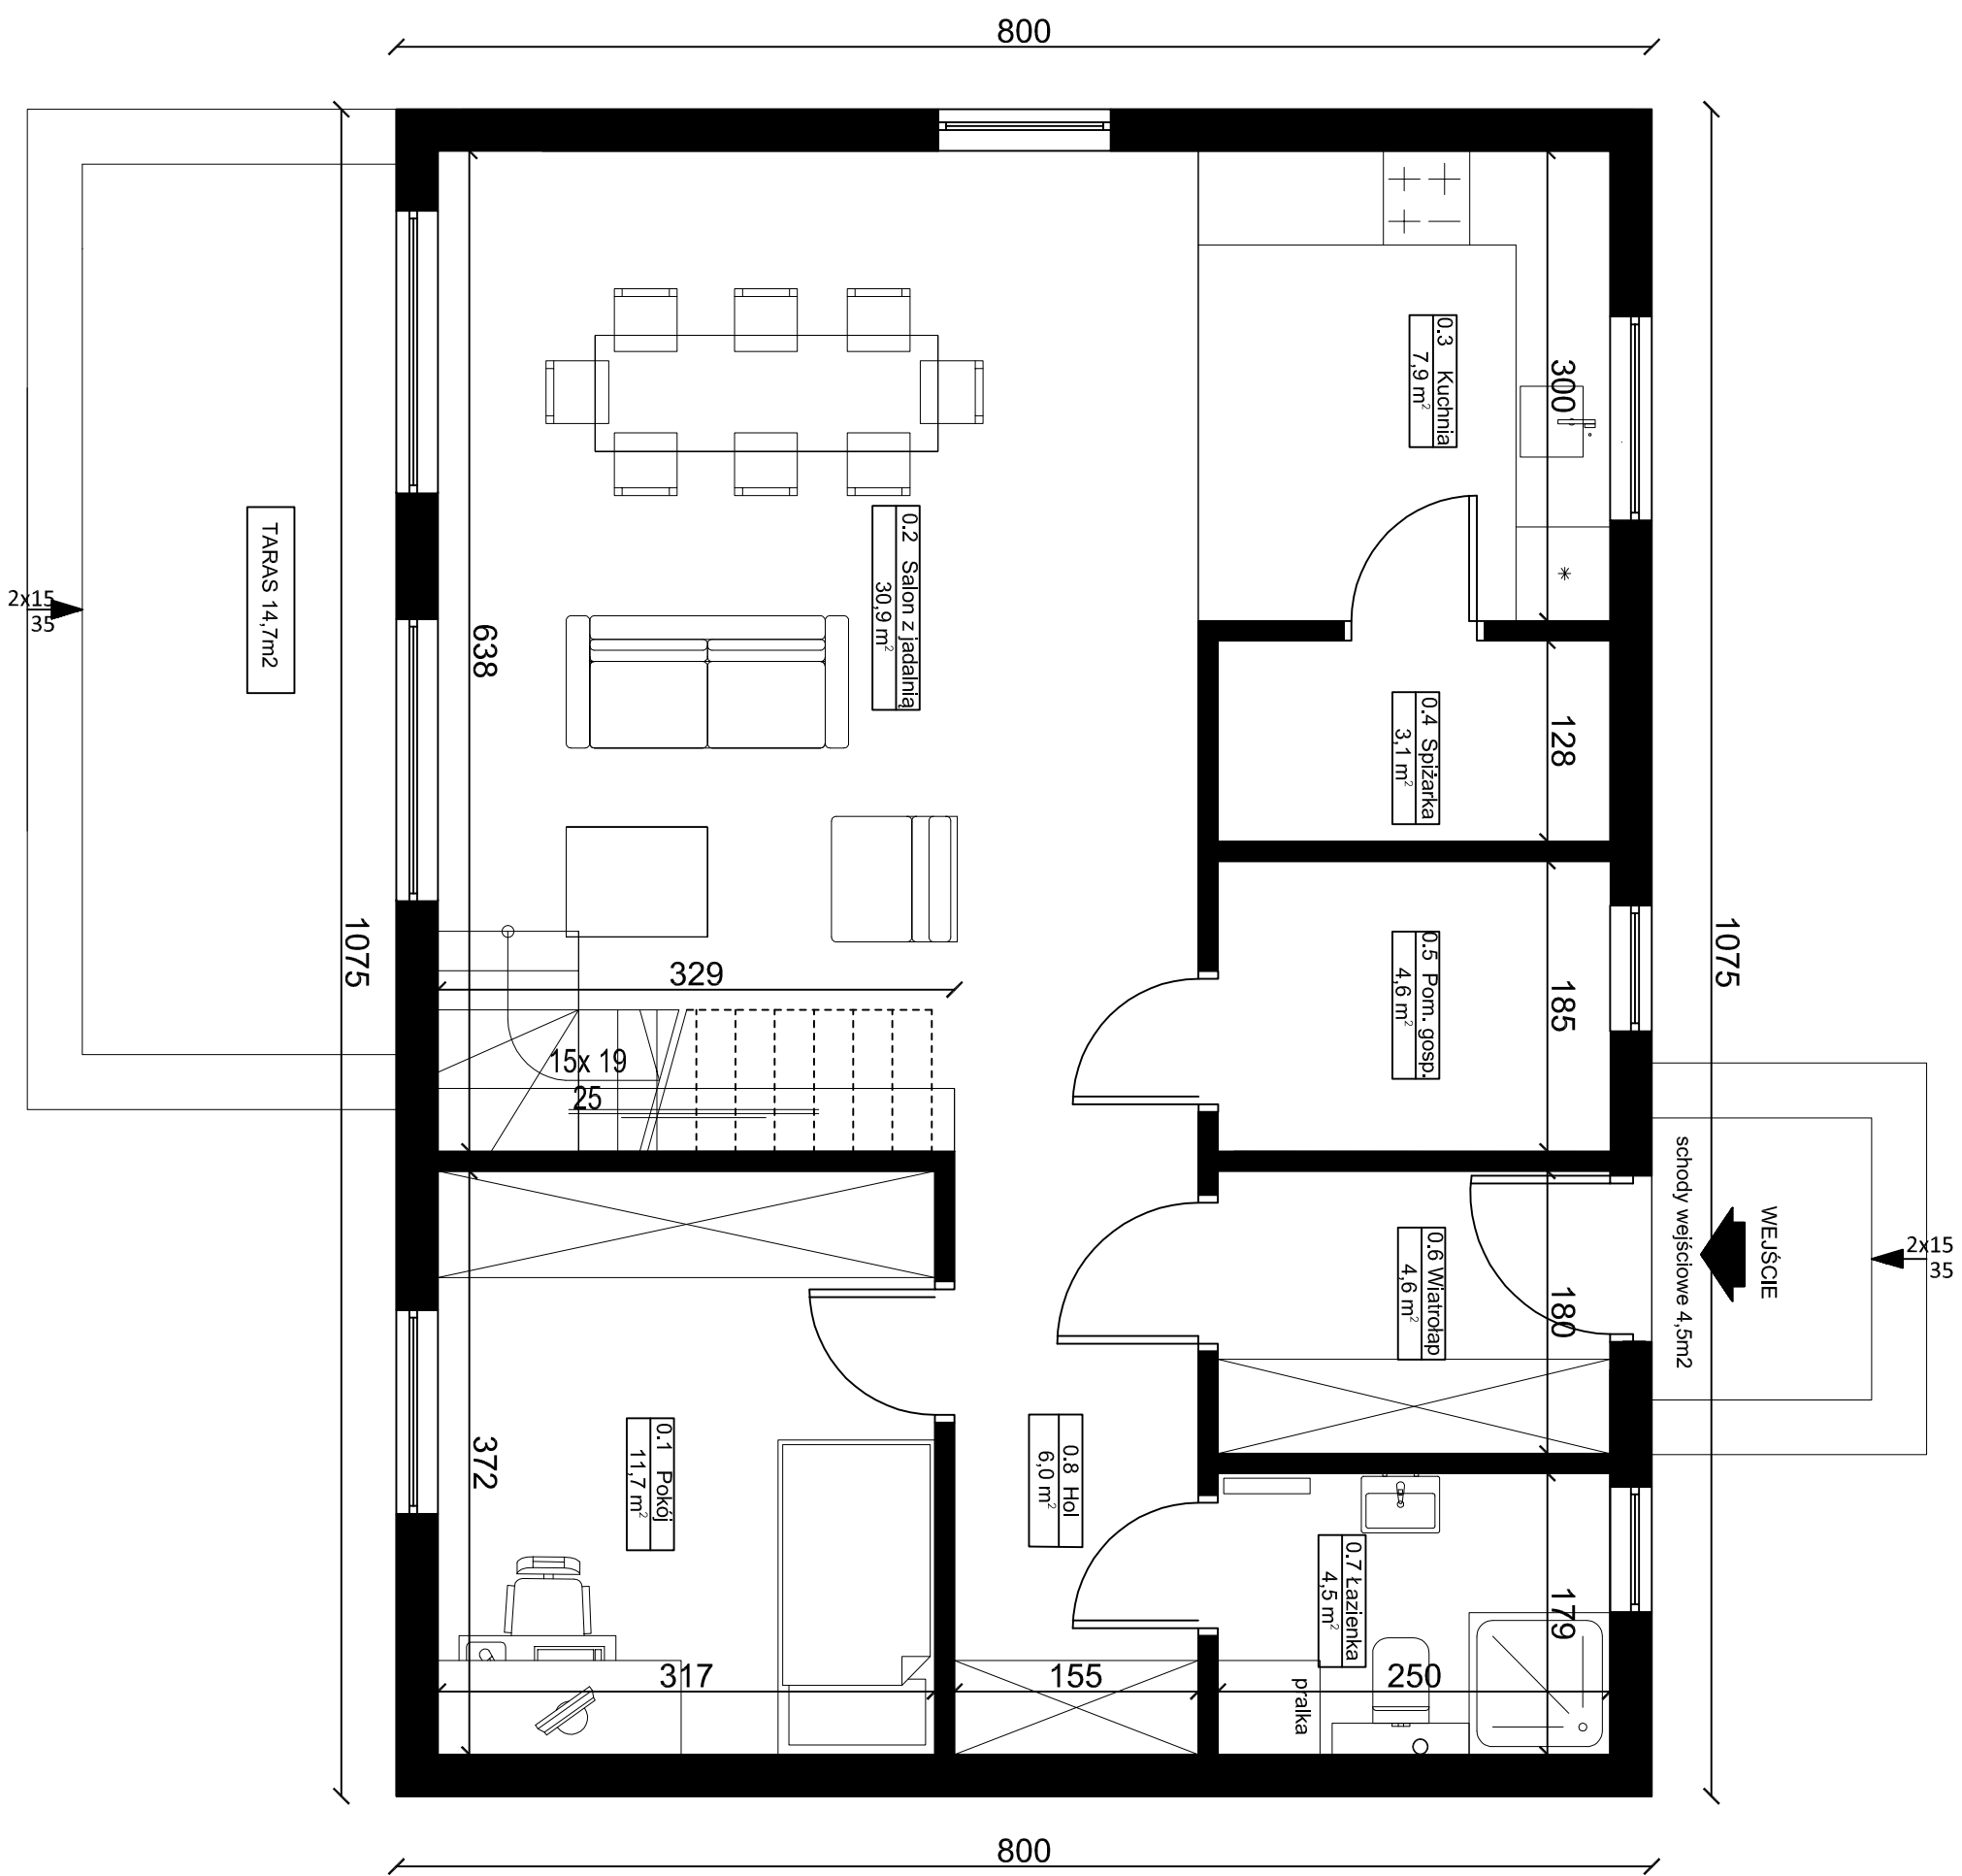 800
0.3 Kuchnia
7,9 m²
300
0.2 Salon z jadalnią
30,9 m²
TARAS 14,7m2
2x15
35
638
0.4 Spiżarka
3,1 m²
128
1075
1075
329
0.5 Pom. gosp.
4,6 m²
185
15x 19
25
schody wejściowe 4,5m2
WEJŚCIE
2x15
35
0.6 Wiatrołap
4,6 m²
180
0.1 Pokój
11,7 m²
372
0.8 Hol
6,0 m²
0.7 Łazienka
4,5 m²
179
317
155
250
pralka
800